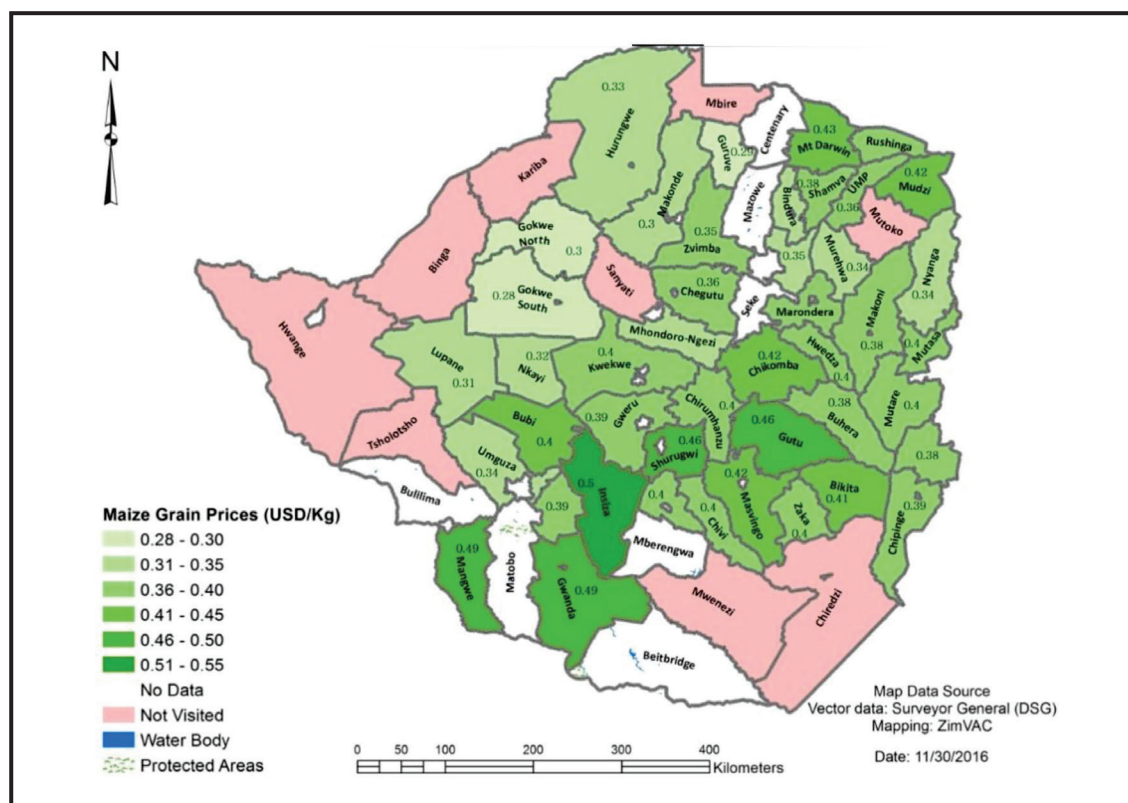 N
0.33
Hurungwe
Mbire
Centenary
0.43
Mt Darwin
Rushinga
Guruve
0.29
Kariba
Makonde
Mazowe
Bindura
0.38
Shamva
UMP
0.42
Mudzi
0.36
Mutoko
Gokwe
North
0.3
0.3
0.35
Zvimba
0.35
Murehwa
0.34
Nyanga
0.34
Binga
Sanyati
0.36
Chegutu
Seke
Marondera
Makoni
0.38
0.28
Gokwe
South
Hwange
Mhondoro-Ngezi
Lupane
0.31
0.32
Nkayi
0.4
Kwekwe
0.42
Chikomba
Hwedza
0.4
0.4
Mutasa
Tsholotsho
Bubi
0.4
0.39
Gweru
Chirumhanzu
0.4
0.46
Gutu
0.38
Buhera
Mutare
0.4
Umguza
0.34
0.46
Shurugwi
0.38
Bulilima
0.5
Insiza
0.39
0.4
0.4
Chivi
0.42
Masvingo
Zaka
0.4
Bikita
0.41
0.39
Chipinge
Mberengwa
0.49
Mangwe
Matobo
Gwanda
0.49
Mwenezi
Chiredzi
Beitbridge
Maize Grain Prices (USD/Kg)
0.28 - 0.30
0.31 - 0.35
0.36 - 0.40
0.41 - 0.45
0.46 - 0.50
0.51 - 0.55
No Data
Not Visited
Water Body
Protected Areas
0 50 100 200 300 400
Kilometers
Map Data Source
Vector data: Surveyor General (DSG)
Mapping: ZimVAC
Date: 11/30/2016